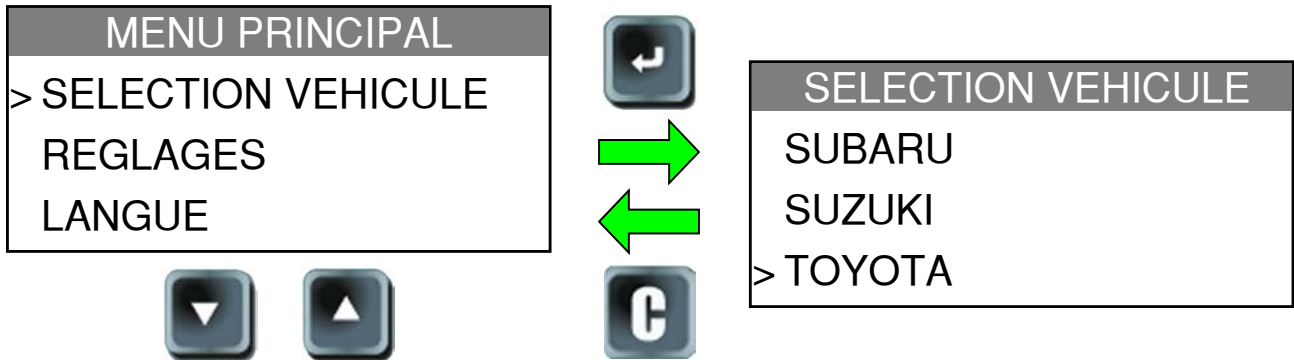 MENU PRINCIPAL
> SELECTION VEHICULE
REGLAGES
LANGUE
C
SELECTION VEHICULE
SUBARU
SUZUKI
> TOYOTA